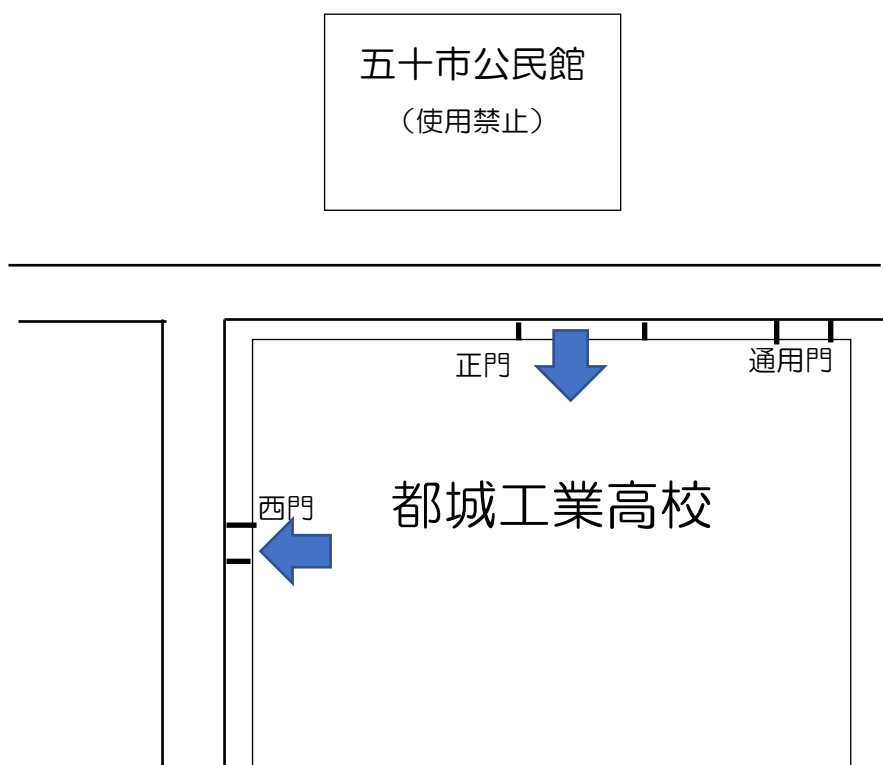 五十市公民館
（使用禁止）
正門
通用門
西門
都城工業高校